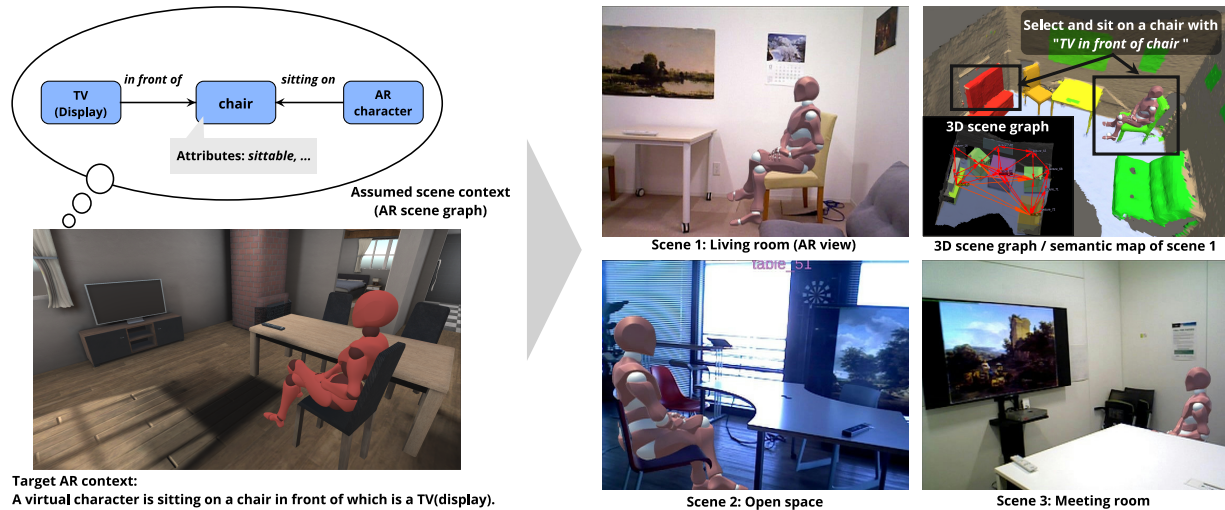 in front of
sitting on
TV
(Display)
chair
AR
character
Attributes: sittable, ...
Assumed scene context
(AR scene graph)
Target AR context:
A virtual character is sitting on a chair in front of which is a TV(display).
Scene 1: Living room (AR view)
Select and sit on a chair with
"TV in front of chair "
3D scene graph
3D scene graph / semantic map of scene 1
table_51
Scene 2: Open space
Scene 3: Meeting room